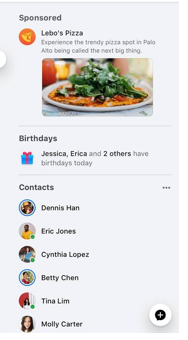 Sponsored
Lebo's Pizza
Experience the trendy pizza spot in Palo
Alto being called the next big thing.
Birthdays
Jessica, Erica and 2 others have
birthdays today
Contacts
Dennis Han
Eric Jones
Cynthia Lopez
Betty Chen
Tina Lim
Molly Carter